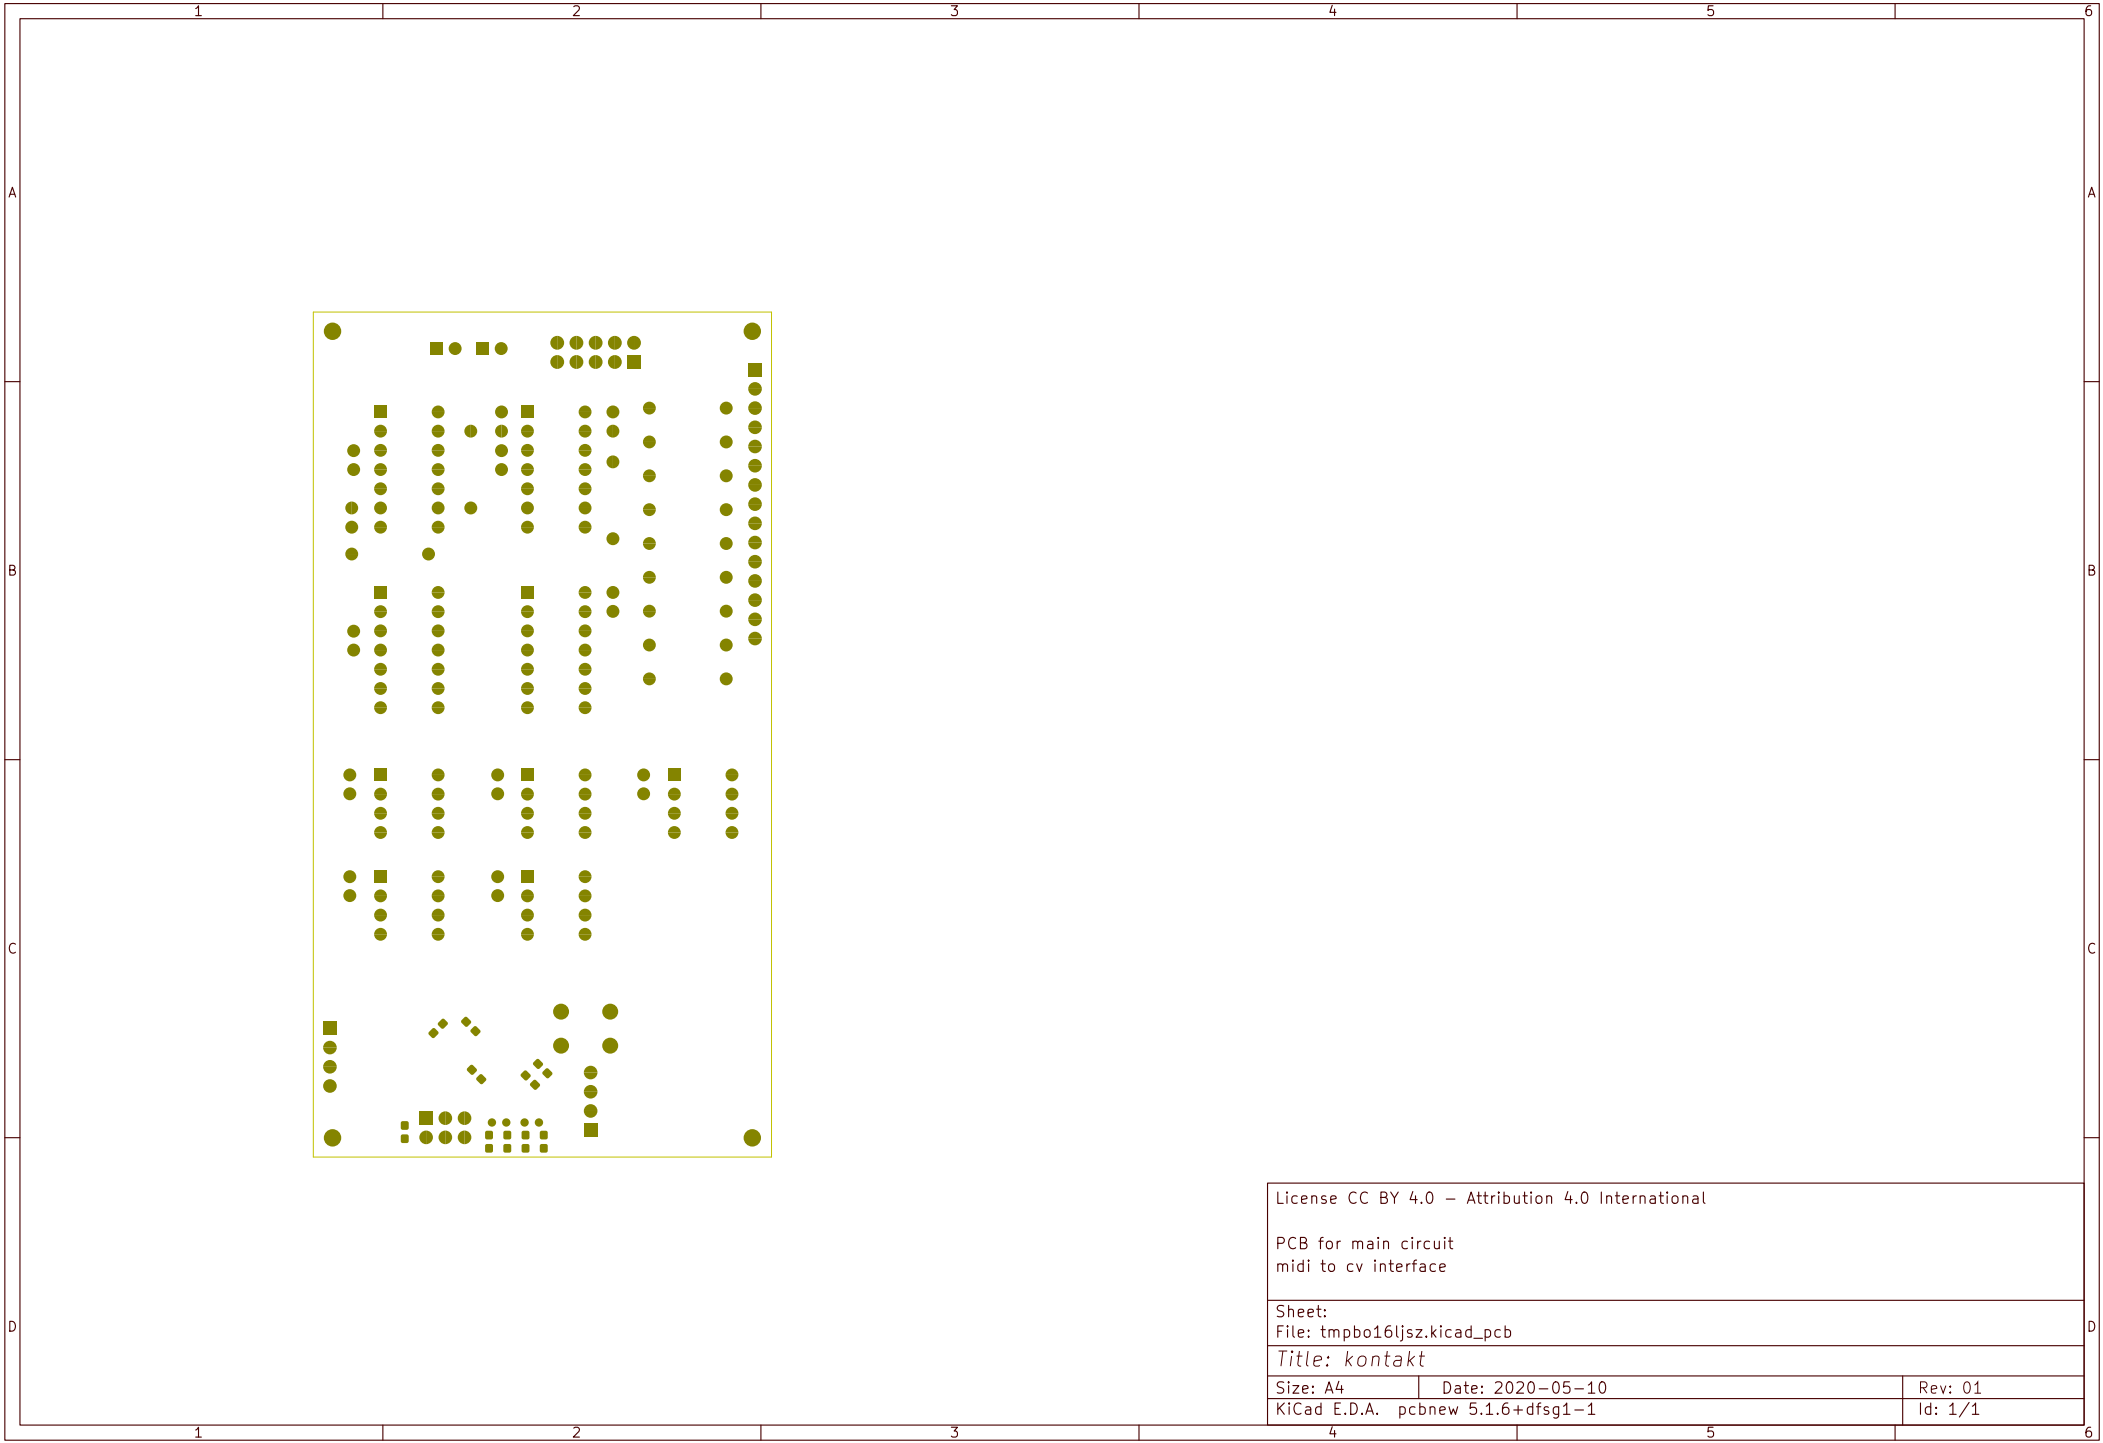 1 2 3 4 5 6
A A
B B
C C
License CC BY 4.0 – Attribution 4.0 International
PCB for main circuit
midi to cv interface
Sheet:
D D
File: tmpbo16ljsz.kicad_pcb
Title: kontakt
Size: A4 Date: 2020–05–10 Rev: 01
KiCad E.D.A. pcbnew 5.1.6+dfsg1–1 Id: 1/1
1 2 3 4 5 6